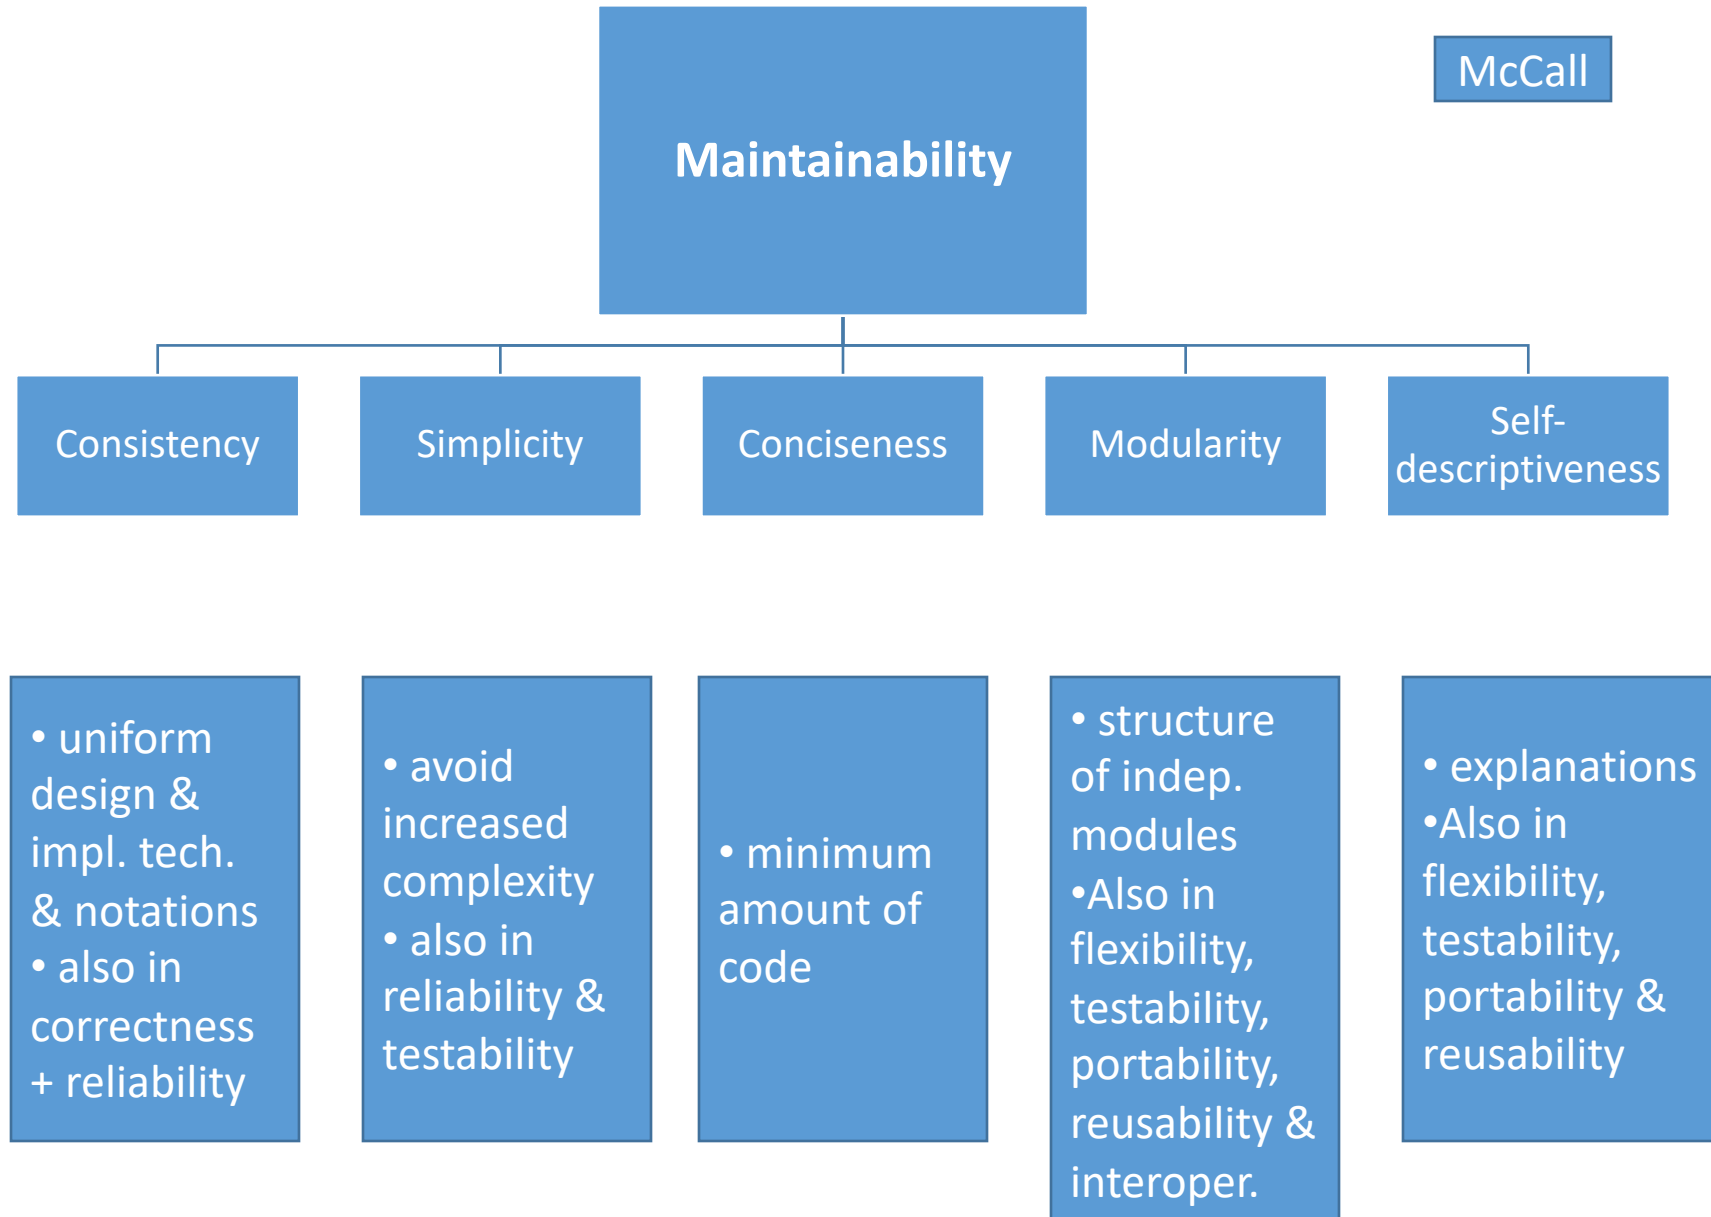 McCall
Maintainability
Consistency
Simplicity
Conciseness
Modularity
Self-
descriptiveness
• uniform
design &
impl. tech.
& notations
• also in
correctness
+ reliability
• avoid
increased
complexity
• also in
reliability &
testability
• minimum
amount of
code
• structure
of indep.
modules
•Also in
flexibility,
testability,
portability,
reusability &
interoper.
• explanations
•Also in
flexibility,
testability,
portability &
reusability